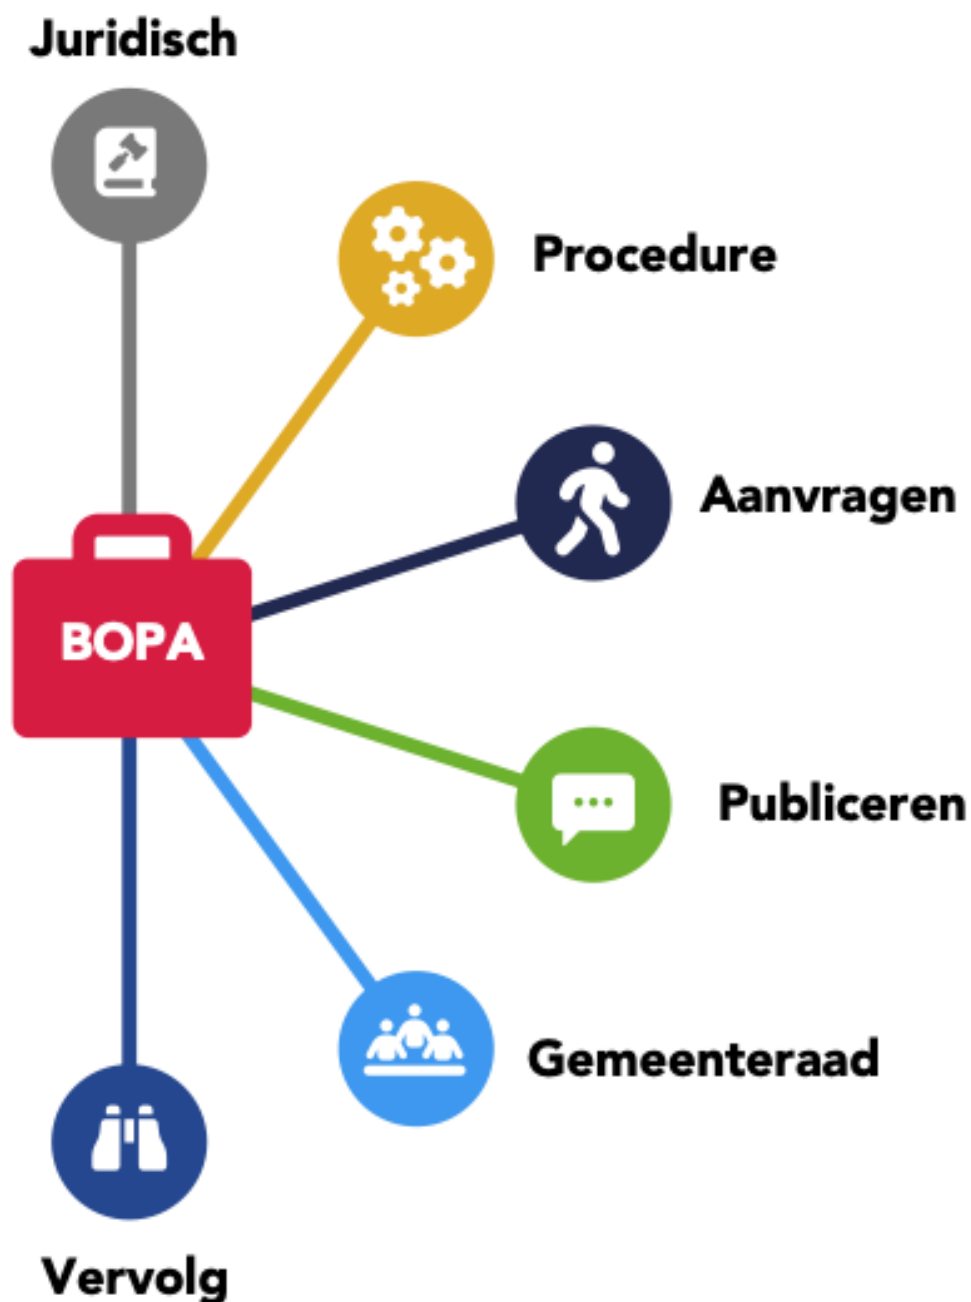 Juridisch
Procedure
Aanvragen
BOPA
Publiceren
Gemeenteraad
Vervolg